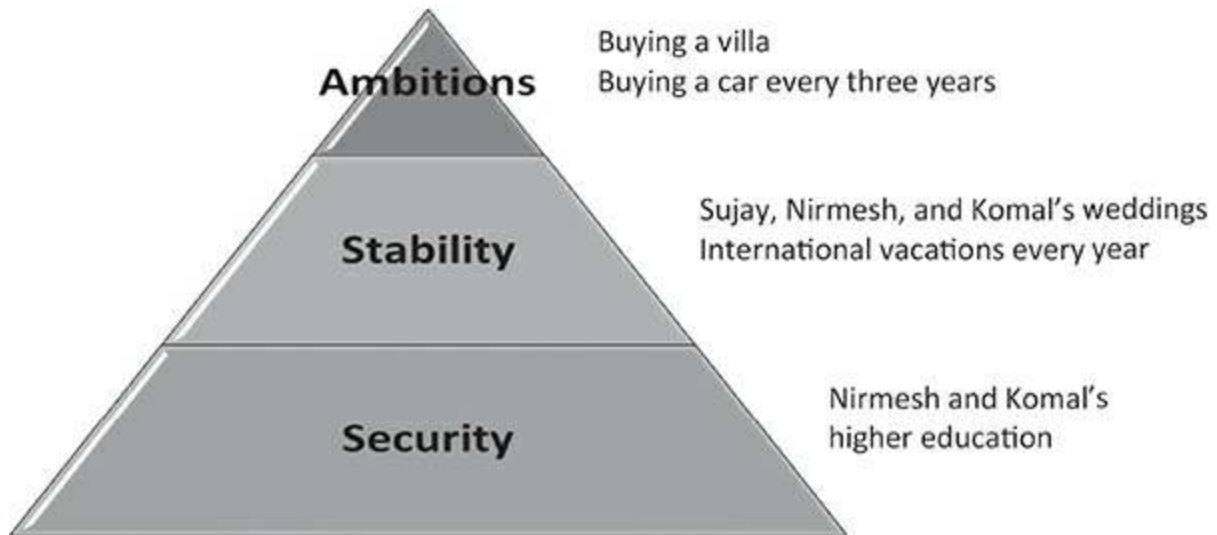 Ambitions
Buying a villa
Buying a car every three years
Stability
Sujay, Nirmesh, and Komal’s weddings
International vacations every year
Security
Nirmesh and Komal’s
higher education